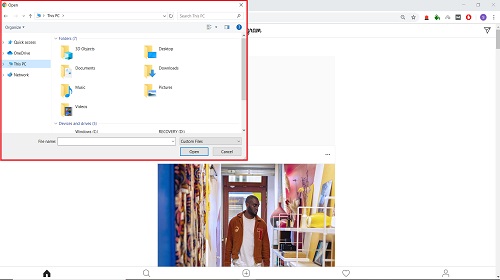 Open
This PC
Search This PC
Organize
Quick access
OneDrive
This PC
Network
Folders (7)
3D Objects
Desktop
Documents
Downloads
Music
Pictures
Videos
Devices and drives (3)
Windows (C:)
RECOVERY (D:)
File name:
Custom Files
Open
Cancel